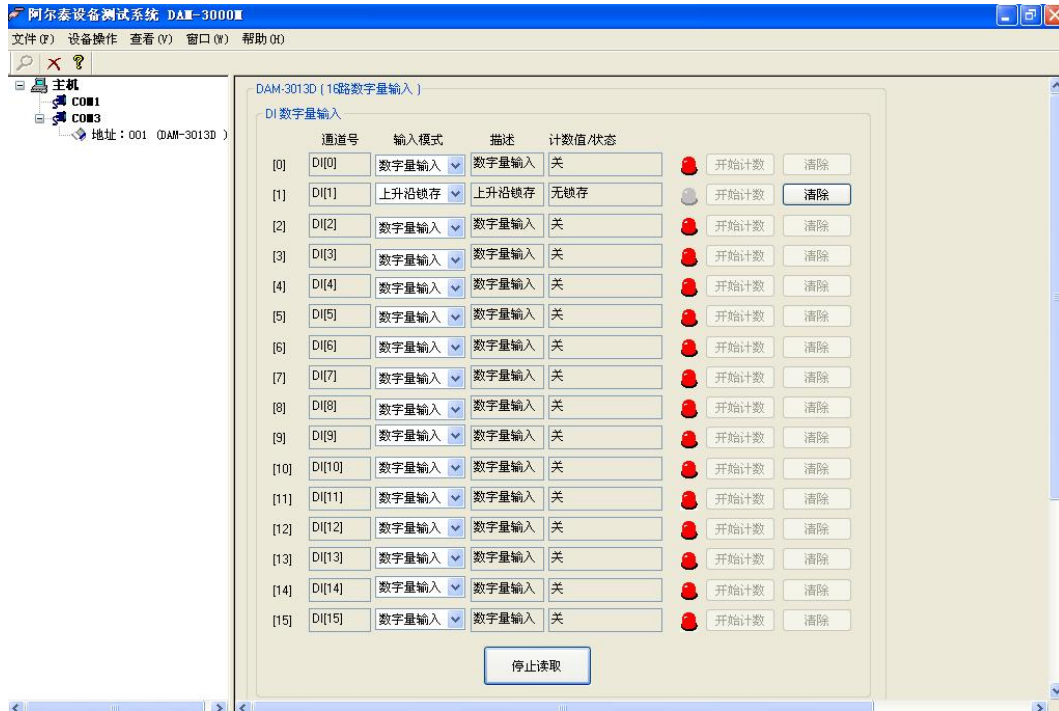 阿尔泰设备测试系统 DAM-3000M
文件(F) 设备操作 查看(V) 窗口(W) 帮助(H)
主机
COM1
COM3
地址：001 (DAM-3013D )
DAM-3013D ( 16路数字量输入 )
DI 数字量输入
通道号 输入模式 描述 计数值/状态
[0] DI[0] 数字量输入 数字量输入 关 开始计数 清除
[1] DI[1] 上升沿锁存 上升沿锁存 无锁存 开始计数 清除
[2] DI[2] 数字量输入 数字量输入 关 开始计数 清除
[3] DI[3] 数字量输入 数字量输入 关 开始计数 清除
[4] DI[4] 数字量输入 数字量输入 关 开始计数 清除
[5] DI[5] 数字量输入 数字量输入 关 开始计数 清除
[6] DI[6] 数字量输入 数字量输入 关 开始计数 清除
[7] DI[7] 数字量输入 数字量输入 关 开始计数 清除
[8] DI[8] 数字量输入 数字量输入 关 开始计数 清除
[9] DI[9] 数字量输入 数字量输入 关 开始计数 清除
[10] DI[10] 数字量输入 数字量输入 关 开始计数 清除
[11] DI[11] 数字量输入 数字量输入 关 开始计数 清除
[12] DI[12] 数字量输入 数字量输入 关 开始计数 清除
[13] DI[13] 数字量输入 数字量输入 关 开始计数 清除
[14] DI[14] 数字量输入 数字量输入 关 开始计数 清除
[15] DI[15] 数字量输入 数字量输入 关 开始计数 清除
停止读取